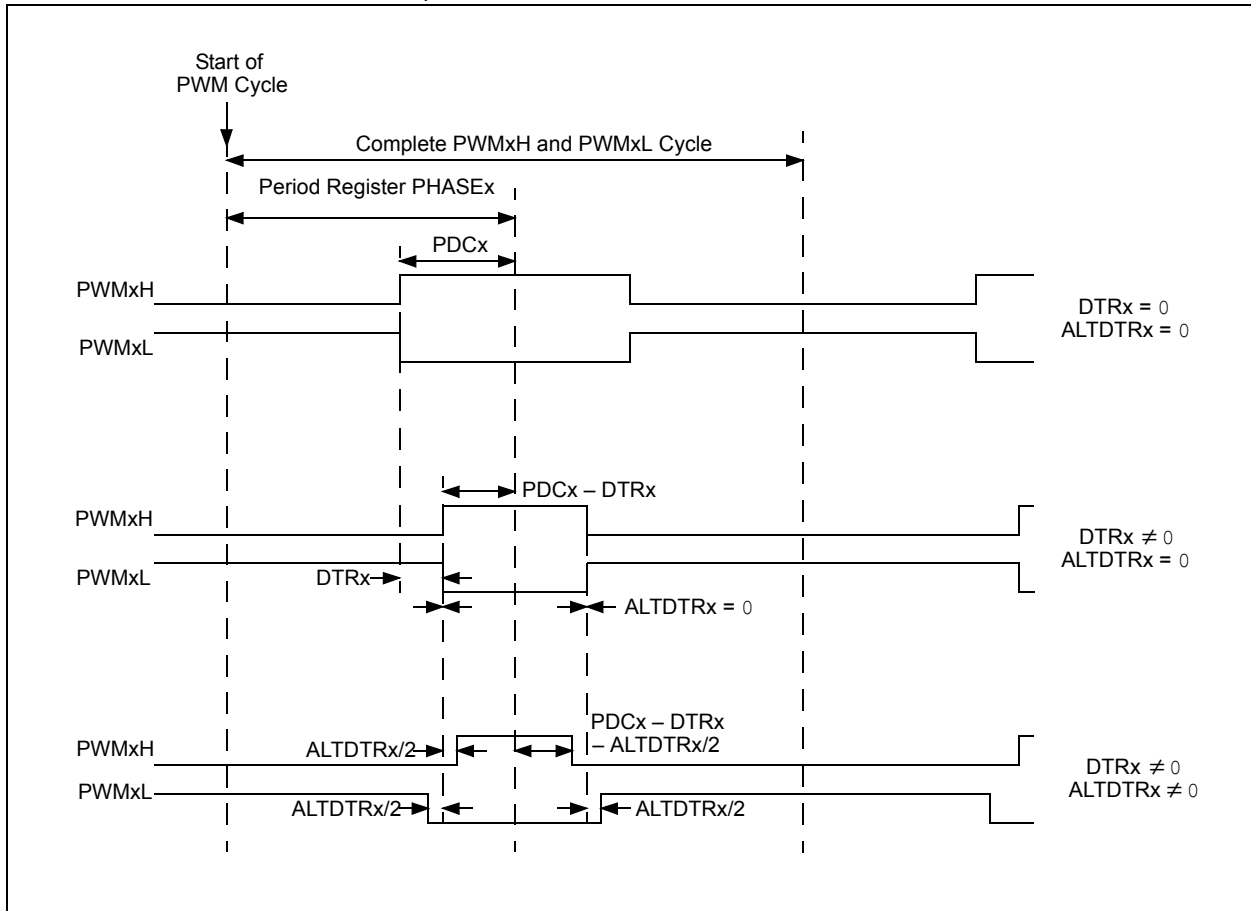 Start of
PWM Cycle
Complete PWMxH and PWMxL Cycle
Period Register PHASEx
PDCx
PWMxH
PWMxL
DTRx = 0
ALTDTRx = 0
PDCx – DTRx
PWMxH
PWMxL
DTRx
ALTDTRx = 0
DTRx ≠ 0
ALTDTRx = 0
PDCx – DTRx
– ALTDTRx/2
PWMxH
ALTDTRx/2
PWMxL
ALTDTRx/2
ALTDTRx/2
DTRx ≠ 0
ALTDTRx ≠ 0